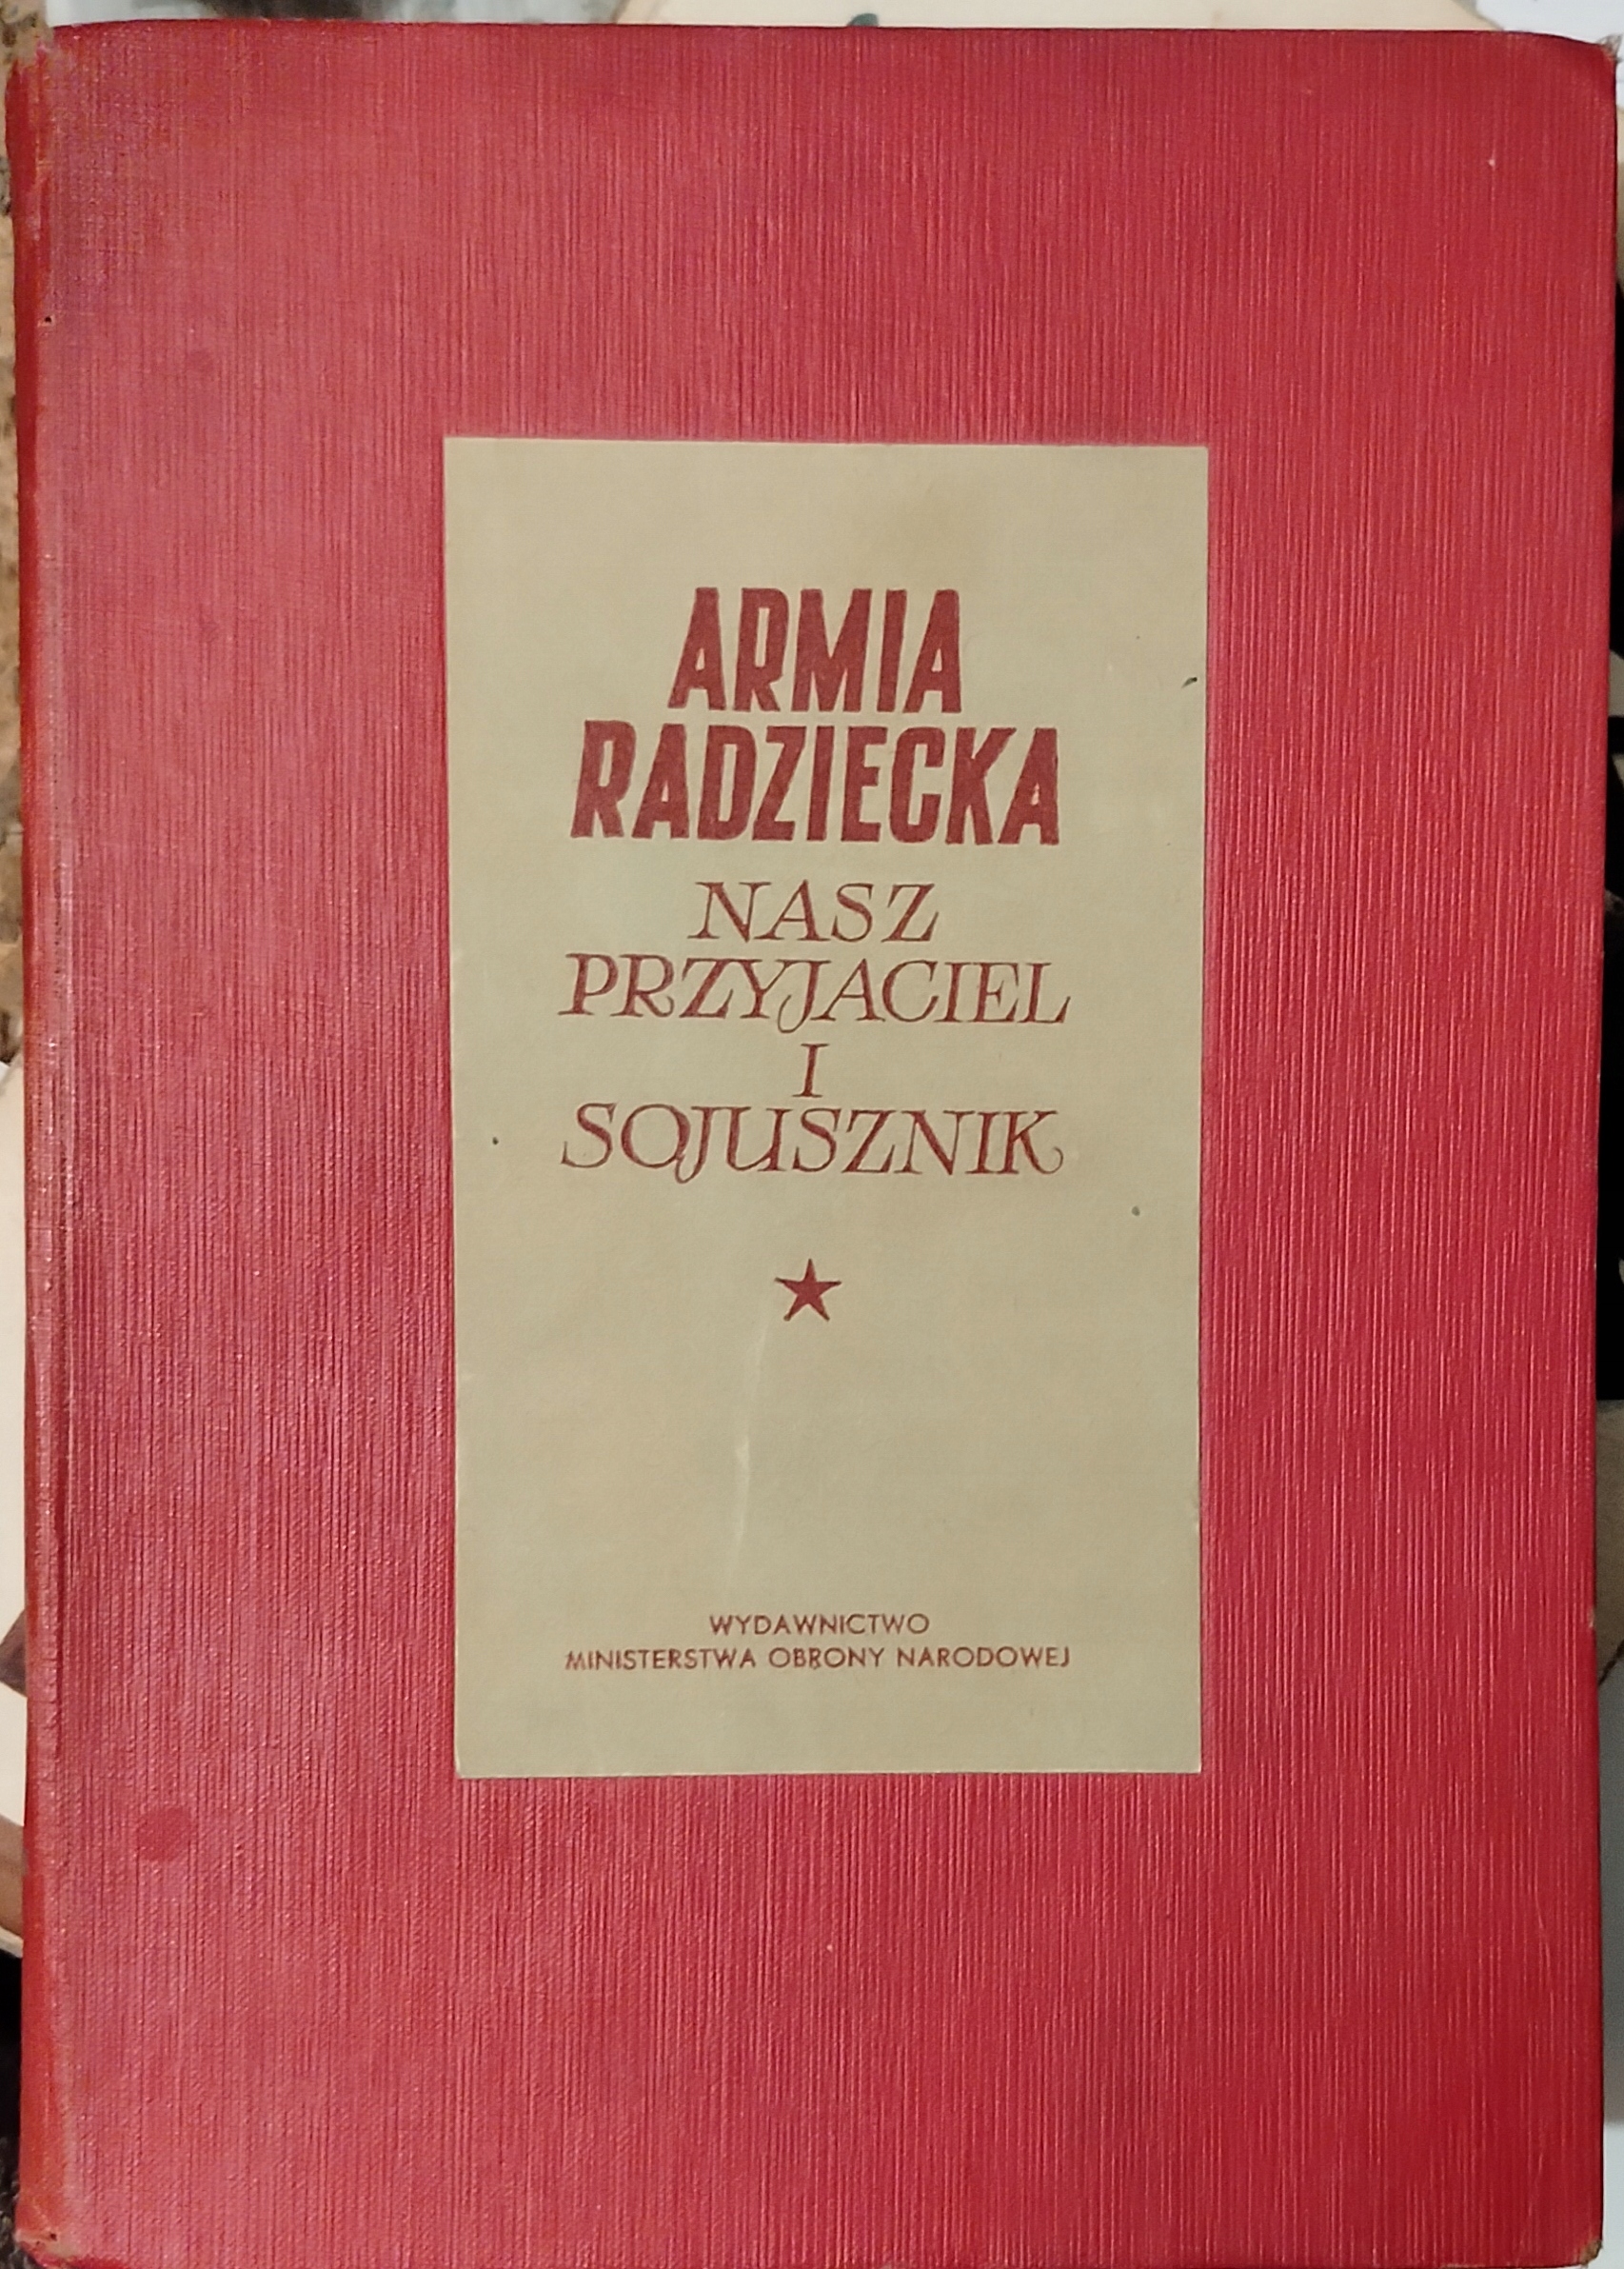 ARMIA
RADZIECKA
NASZ
PRZYJACIEL
I
SOJUSZNIK
WYDAWNICTWO
MINISTERSTWA OBRONY NARODOWEJ